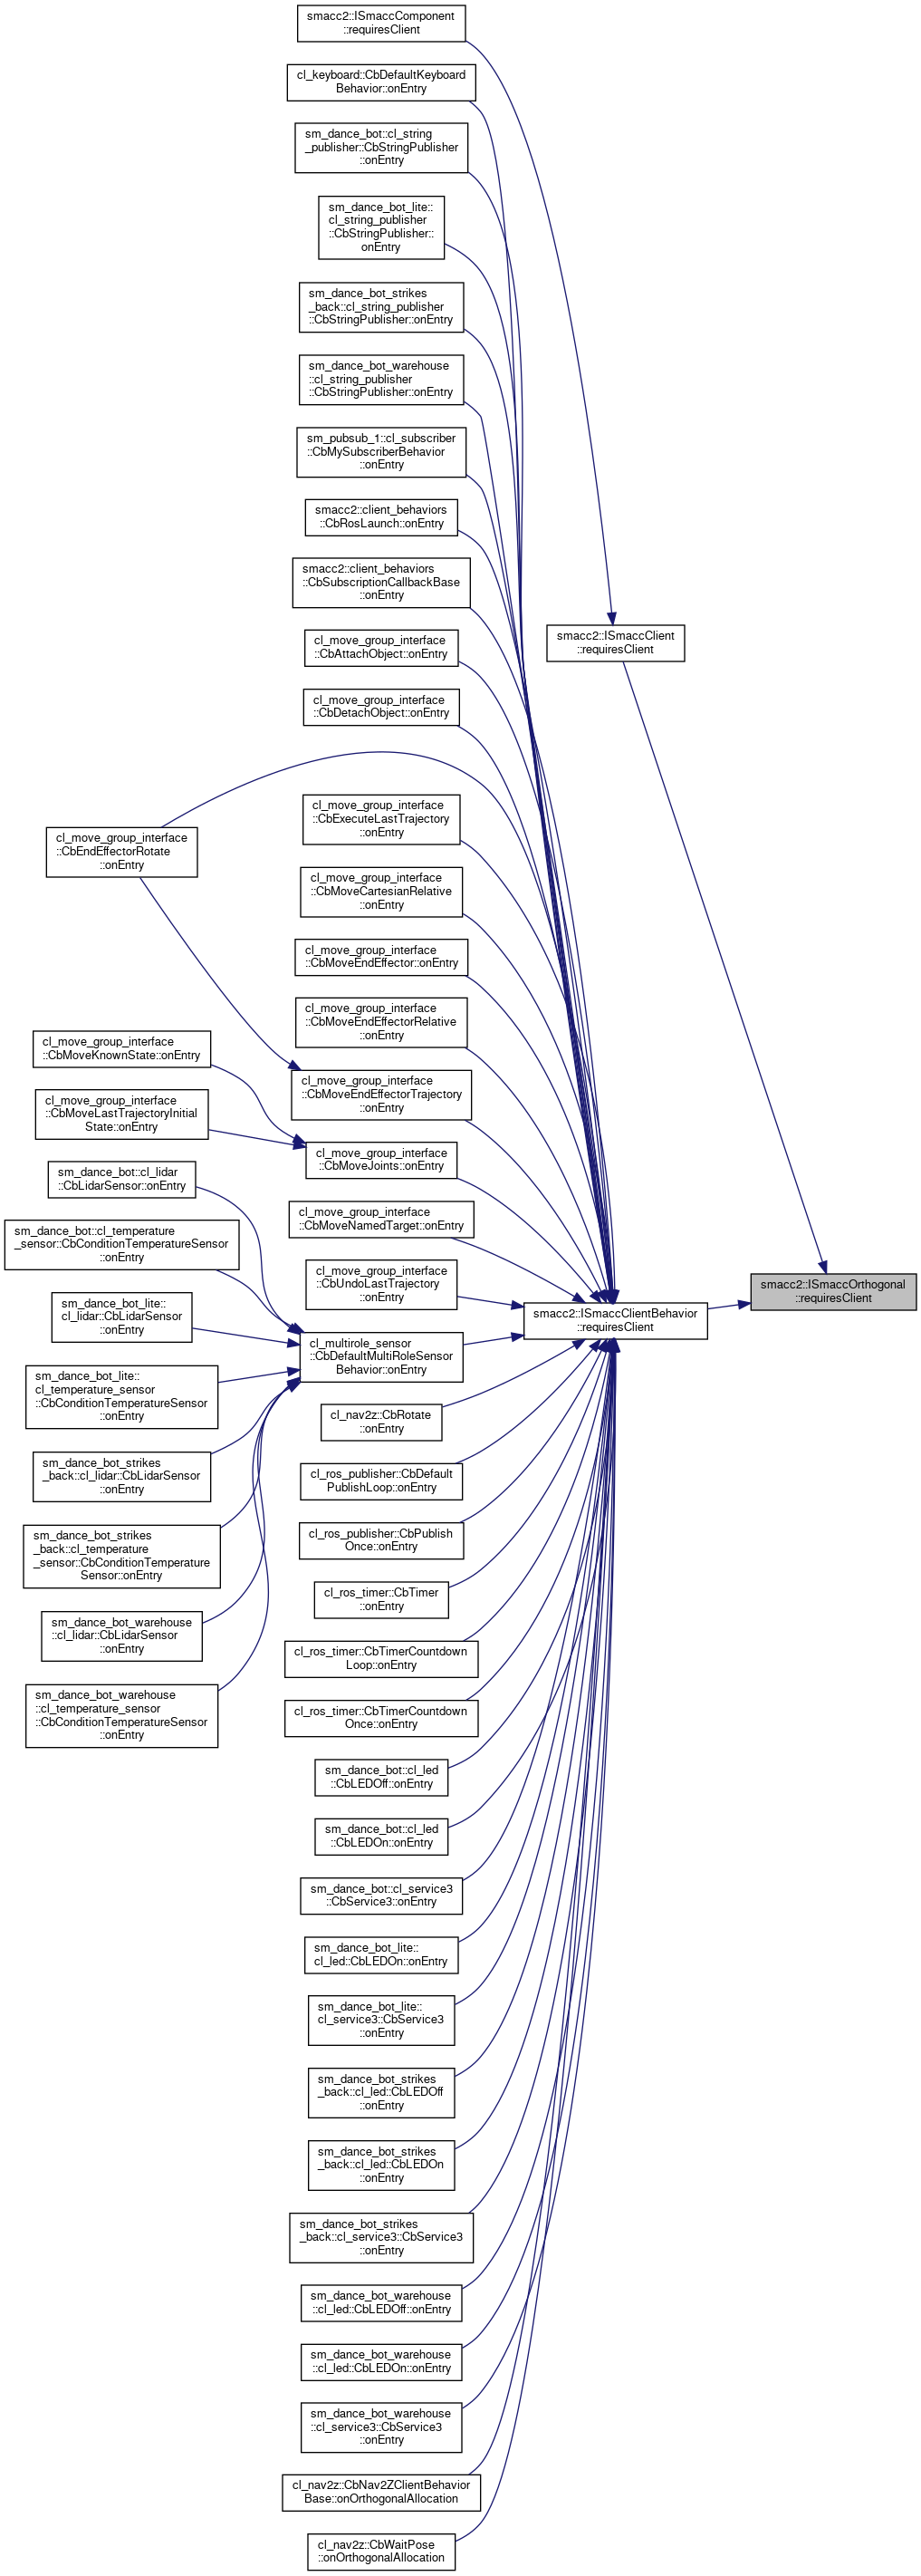 smacc2::ISmaccComponent
::requiresClient
cl_keyboard::CbDefaultKeyboard
Behavior::onEntry
sm_dance_bot::cl_string
_publisher::CbStringPublisher
::onEntry
sm_dance_bot_lite::
cl_string_publisher
::CbStringPublisher::
onEntry
sm_dance_bot_strikes
_back::cl_string_publisher
::CbStringPublisher::onEntry
sm_dance_bot_warehouse
::cl_string_publisher
::CbStringPublisher::onEntry
sm_pubsub_1::cl_subscriber
::CbMySubscriberBehavior
::onEntry
smacc2::client_behaviors
::CbRosLaunch::onEntry
smacc2::client_behaviors
::CbSubscriptionCallbackBase
::onEntry
smacc2::ISmaccClient
::requiresClient
cl_move_group_interface
::CbAttachObject::onEntry
cl_move_group_interface
::CbDetachObject::onEntry
cl_move_group_interface
::CbExecuteLastTrajectory
::onEntry
cl_move_group_interface
::CbEndEffectorRotate
::onEntry
cl_move_group_interface
::CbMoveCartesianRelative
::onEntry
cl_move_group_interface
::CbMoveEndEffector::onEntry
cl_move_group_interface
::CbMoveEndEffectorRelative
::onEntry
cl_move_group_interface
::CbMoveKnownState::onEntry
cl_move_group_interface
::CbMoveEndEffectorTrajectory
::onEntry
cl_move_group_interface
::CbMoveLastTrajectoryInitial
State::onEntry
cl_move_group_interface
::CbMoveJoints::onEntry
sm_dance_bot::cl_lidar
::CbLidarSensor::onEntry
cl_move_group_interface
::CbMoveNamedTarget::onEntry
sm_dance_bot::cl_temperature
_sensor::CbConditionTemperatureSensor
::onEntry
cl_move_group_interface
::CbUndoLastTrajectory
::onEntry
smacc2::ISmaccOrthogonal
::requiresClient
sm_dance_bot_lite::
cl_lidar::CbLidarSensor
::onEntry
smacc2::ISmaccClientBehavior
::requiresClient
cl_multirole_sensor
::CbDefaultMultiRoleSensor
Behavior::onEntry
sm_dance_bot_lite::
cl_temperature_sensor
::CbConditionTemperatureSensor
::onEntry
cl_nav2z::CbRotate
::onEntry
sm_dance_bot_strikes
_back::cl_lidar::CbLidarSensor
::onEntry
cl_ros_publisher::CbDefault
PublishLoop::onEntry
sm_dance_bot_strikes
_back::cl_temperature
_sensor::CbConditionTemperature
Sensor::onEntry
cl_ros_publisher::CbPublish
Once::onEntry
cl_ros_timer::CbTimer
::onEntry
sm_dance_bot_warehouse
::cl_lidar::CbLidarSensor
::onEntry
cl_ros_timer::CbTimerCountdown
Loop::onEntry
sm_dance_bot_warehouse
::cl_temperature_sensor
::CbConditionTemperatureSensor
::onEntry
cl_ros_timer::CbTimerCountdown
Once::onEntry
sm_dance_bot::cl_led
::CbLEDOff::onEntry
sm_dance_bot::cl_led
::CbLEDOn::onEntry
sm_dance_bot::cl_service3
::CbService3::onEntry
sm_dance_bot_lite::
cl_led::CbLEDOn::onEntry
sm_dance_bot_lite::
cl_service3::CbService3
::onEntry
sm_dance_bot_strikes
_back::cl_led::CbLEDOff
::onEntry
sm_dance_bot_strikes
_back::cl_led::CbLEDOn
::onEntry
sm_dance_bot_strikes
_back::cl_service3::CbService3
::onEntry
sm_dance_bot_warehouse
::cl_led::CbLEDOff::onEntry
sm_dance_bot_warehouse
::cl_led::CbLEDOn::onEntry
sm_dance_bot_warehouse
::cl_service3::CbService3
::onEntry
cl_nav2z::CbNav2ZClientBehavior
Base::onOrthogonalAllocation
cl_nav2z::CbWaitPose
::onOrthogonalAllocation